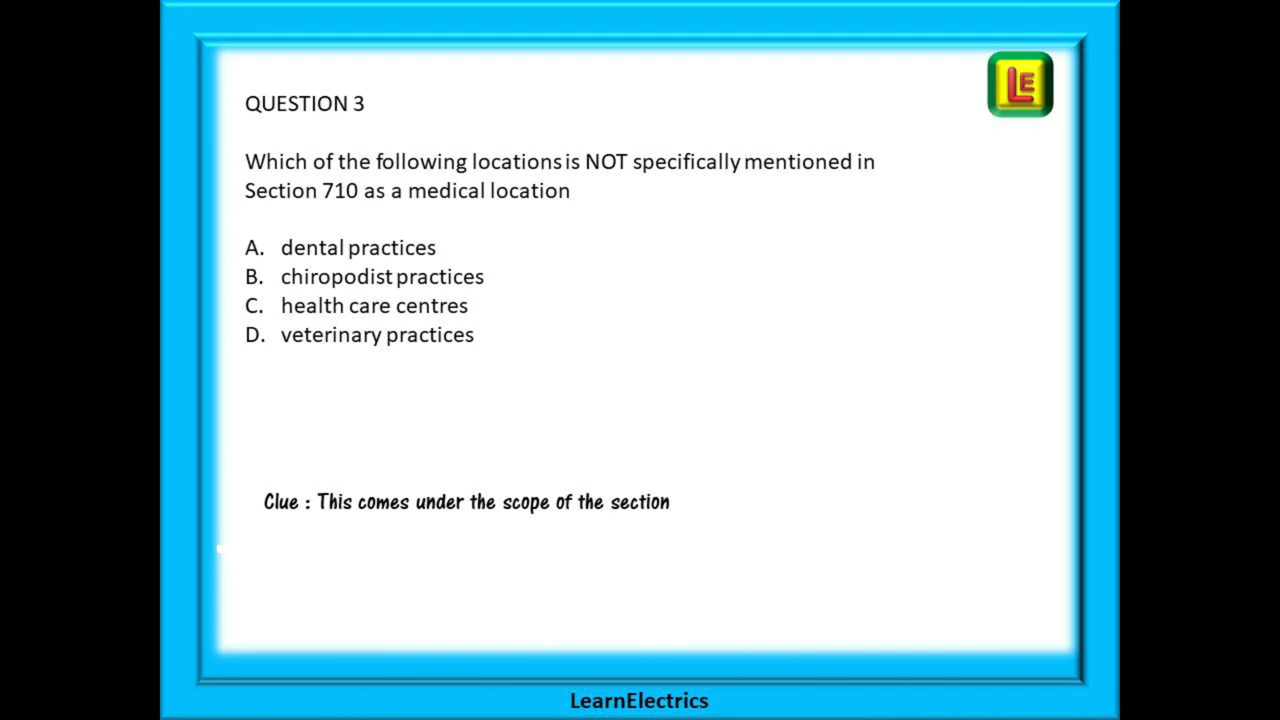 LE
QUESTION 3
Which of the following locations is NOT specifically mentioned in
Section 710 as a medical location
A. dental practices
B. chiropodist practices
C. health care centres
D. veterinary practices
Clue : This comes under the scope of the section
LearnElectrics